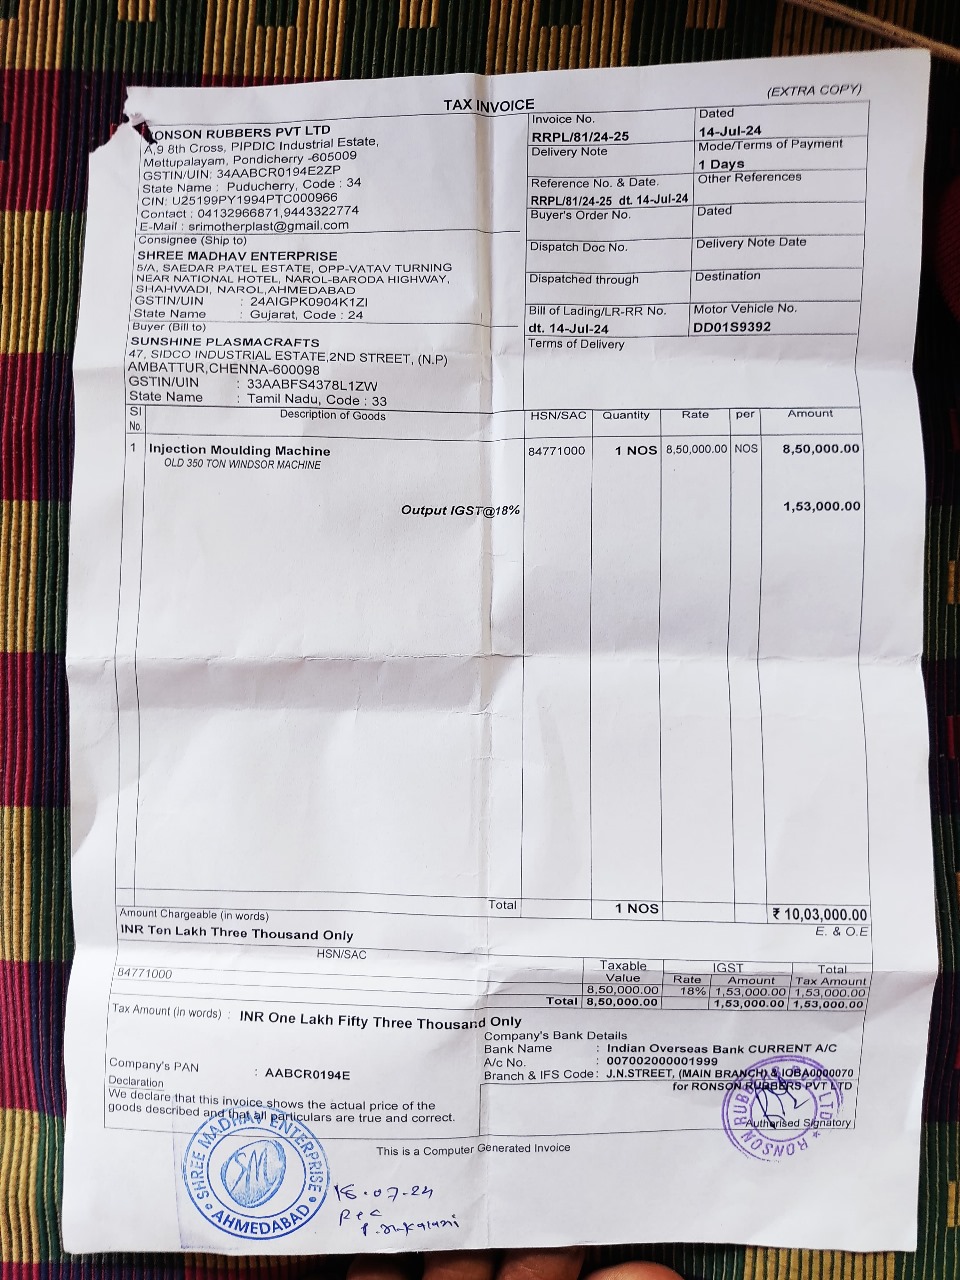 TAX INVOICE
(EXTRA COPY)
RONSON RUBBERS PVT LTD
A,9 8th Cross, PIPDIC Industrial Estate,
Mettupalayam, Pondicherry -605009
GSTIN/UIN: 34AABCR0194E2ZP
State Name : Puducherry, Code : 34
CIN: U25199PY1994PTC000966
Contact : 04132966871,9443322774
E-Mail : srimotherplast@gmail.com
Consignee (Ship to)
SHREE MADHAV ENTERPRISE
5/A, SAEDAR PATEL ESTATE, OPP-VATAV TURNING
NEAR NATIONAL HOTEL, NAROL-BARODA HIGHWAY,
SHAHWADI, NAROL,AHMEDABAD
GSTIN/UIN : 24AIGPK0904K1ZI
State Name : Gujarat, Code : 24
Buyer (Bill to)
SUNSHINE PLASMACRAFTS
47, SIDCO INDUSTRIAL ESTATE,2ND STREET, (N.P)
AMBATTUR,CHENNA-600098
GSTIN/UIN : 33AABFS4378L1ZW
State Name : Tamil Nadu, Code : 33
Invoice No.
RRPL/81/24-25
Dated
14-Jul-24
Delivery Note
Mode/Terms of Payment
1 Days
Reference No. & Date.
RRPL/81/24-25 dt. 14-Jul-24
Other References
Buyer's Order No.
Dated
Dispatch Doc No.
Delivery Note Date
Dispatched through
Destination
Bill of Lading/LR-RR No.
dt. 14-Jul-24
Motor Vehicle No.
DD01S9392
Terms of Delivery
Sl No. Description of Goods HSN/SAC Quantity Rate per Amount
1 Injection Moulding Machine 84771000 1 NOS 8,50,000.00 NOS 8,50,000.00
OLD 350 TON WINDSOR MACHINE
Output IGST@18% 1,53,000.00
Total 1 NOS ₹ 10,03,000.00
Amount Chargeable (in words) E. & O.E
INR Ten Lakh Three Thousand Only
HSN/SAC Taxable Value IGST Rate Amount Total Tax Amount
84771000 8,50,000.00 18% 1,53,000.00 1,53,000.00
Total 8,50,000.00 1,53,000.00 1,53,000.00
Tax Amount (in words) : INR One Lakh Fifty Three Thousand Only
Company's Bank Details
Bank Name : Indian Overseas Bank CURRENT A/C
A/c No. : 007002000001999
Branch & IFS Code : J.N.STREET, (MAIN BRANCH) & IOBA0000070
Company's PAN : AABCR0194E
Declaration
We declare that this invoice shows the actual price of the
goods described and that all particulars are true and correct.
for RONSON RUBBERS PVT LTD
Authorised Signatory
RONSON RUBBERS PVT LTD
This is a Computer Generated Invoice
SHREE MADHAV ENTERPRISE
SM
AHMEDABAD